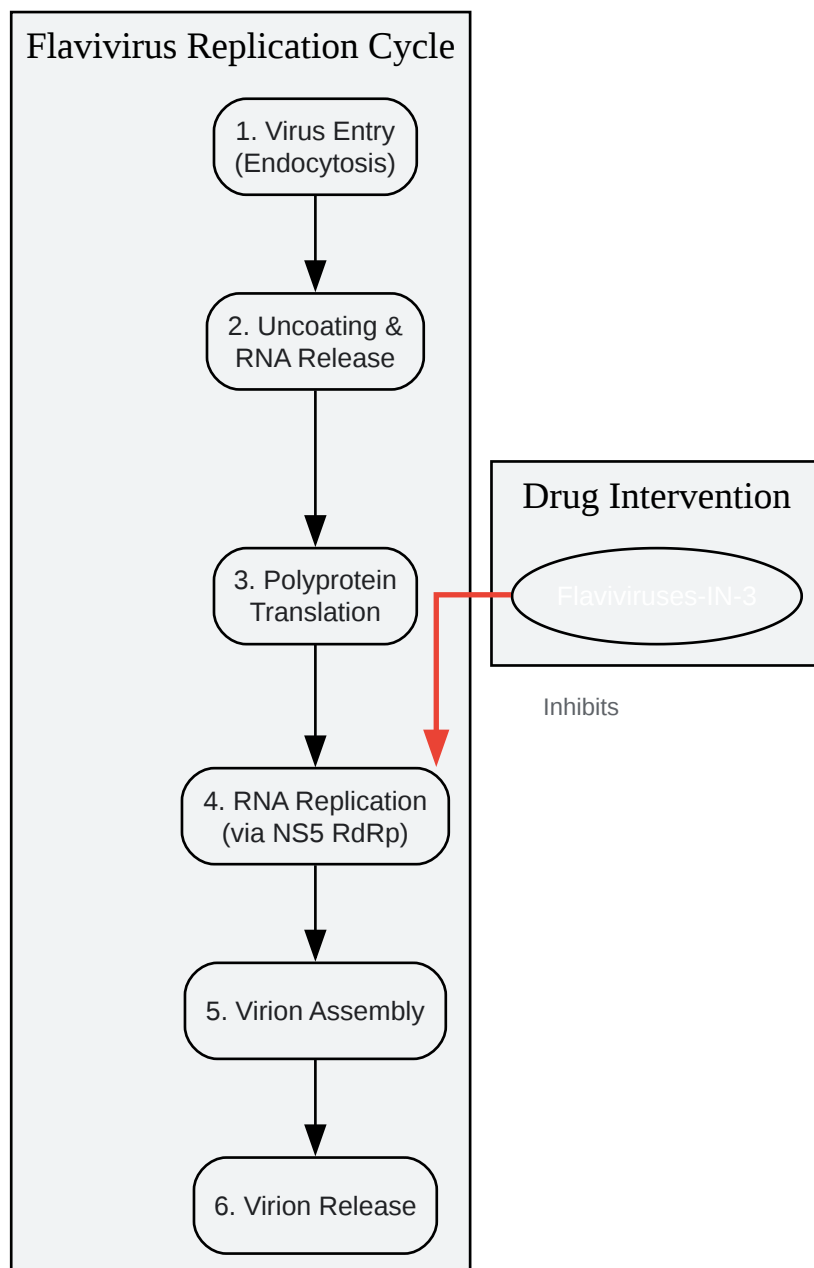 Flavivirus Replication Cycle
1. Virus Entry
(Endocytosis)
2. Uncoating &
RNA Release
3. Polyprotein
Translation
4. RNA Replication
(via NS5 RdRp)
5. Virion Assembly
6. Virion Release
Drug Intervention
Flaviviruses-IN-3
Inhibits